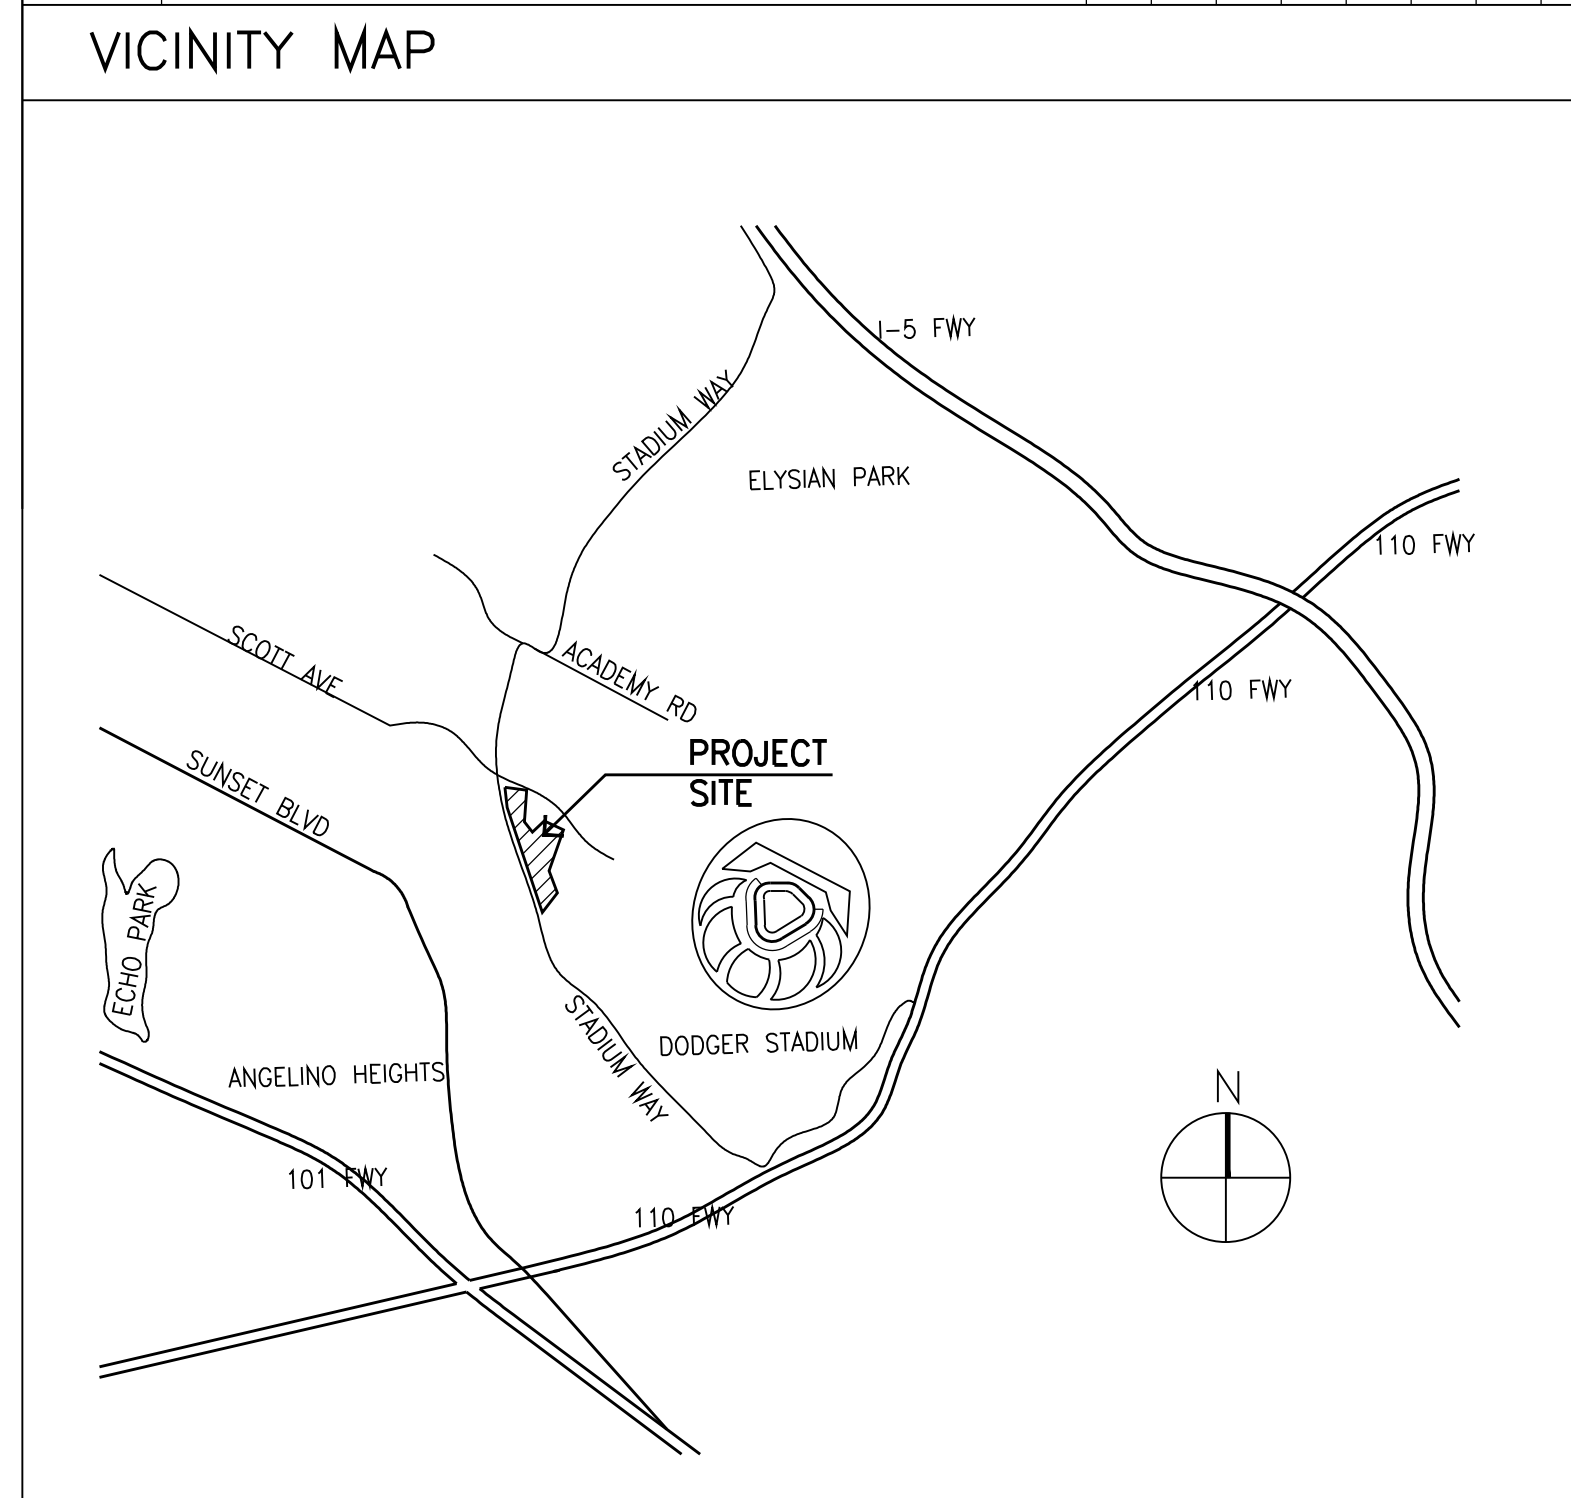 VICINITY MAP
I-5 FWY
STADIUM WAY
ELYSIAN PARK
110 FWY
SCOTT AVE
ACADEMY RD
110 FWY
PROJECT
SITE
SUNSET BLVD
ECHO PARK
STADIUM WAY
DODGER STADIUM
ANGELINO HEIGHTS
N
101 FWY
110 FWY